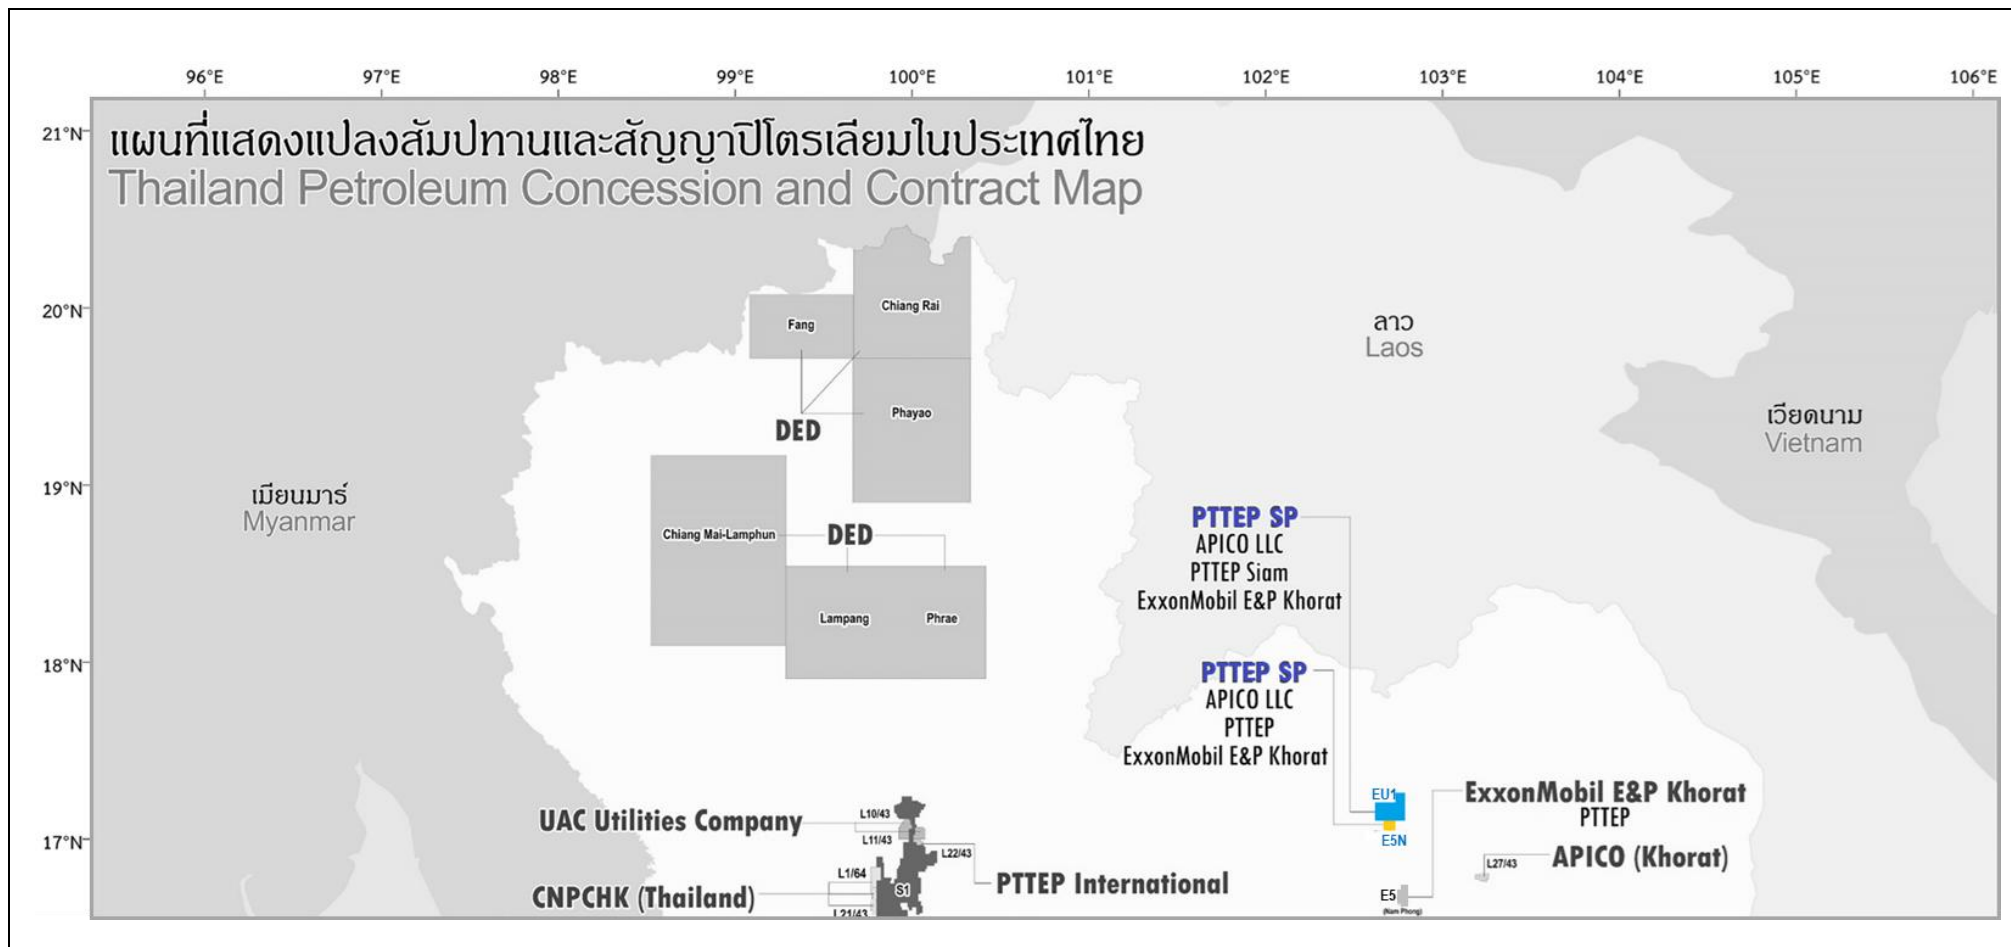 96°E 97°E 98°E 99°E 100°E 101°E 102°E 103°E 104°E 105°E 106°E
21°N
แผนที่แสดงแปลงสัมปทานและสัญญาปิโตรเลียมในประเทศไทย
Thailand Petroleum Concession and Contract Map
20°N
Chiang Rai
Fang
ลาว
Laos
Phayao
DED
เวียดนาม
Vietnam
19°N
เมียนมาร์
Myanmar
Chiang Mai-Lamphun
DED
PTTEP SP
APICO LLC
PTTEP Siam
ExxonMobil E&P Khorat
Lampang
Phrae
18°N
PTTEP SP
APICO LLC
PTTEP
ExxonMobil E&P Khorat
EU1
E5N
ExxonMobil E&P Khorat
PTTEP
UAC Utilities Company
L10/43
L11/43
L22/43
17°N
L27/43
APICO (Khorat)
L1/64
S1
PTTEP International
CNPCHK (Thailand)
L21/43
E5
(Nam Phong)